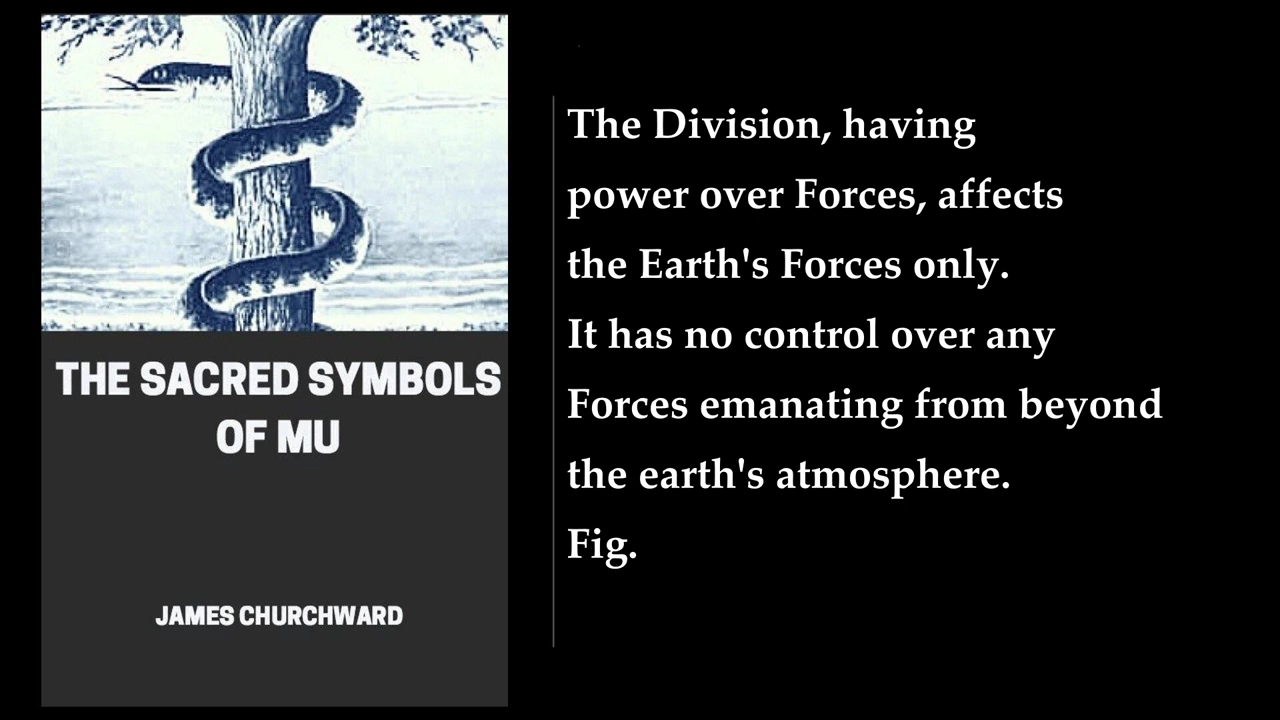 THE SACRED SYMBOLS
OF MU
JAMES CHURCHWARD
The Division, having
power over Forces, affects
the Earth's Forces only.
It has no control over any
Forces emanating from beyond
the earth's atmosphere.
Fig.